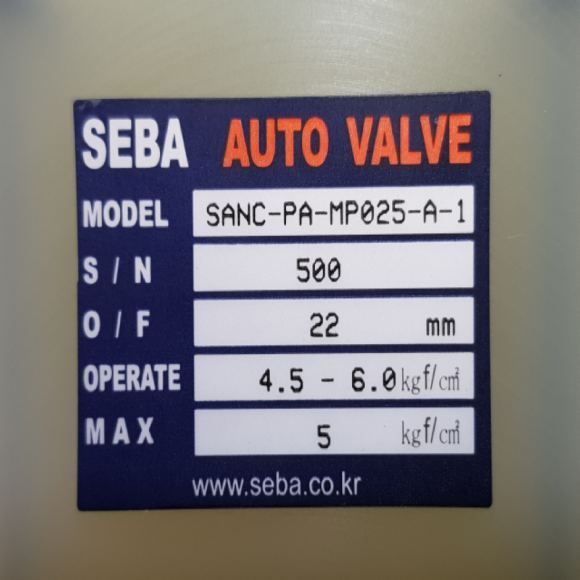 SEBA AUTO VALVE
MODEL SANC-PA-MP025-A-1
S / N 500
O / F 22 mm
OPERATE 4.5 - 6.0 kgf/㎠
MAX 5 kgf/㎠
www.seba.co.kr